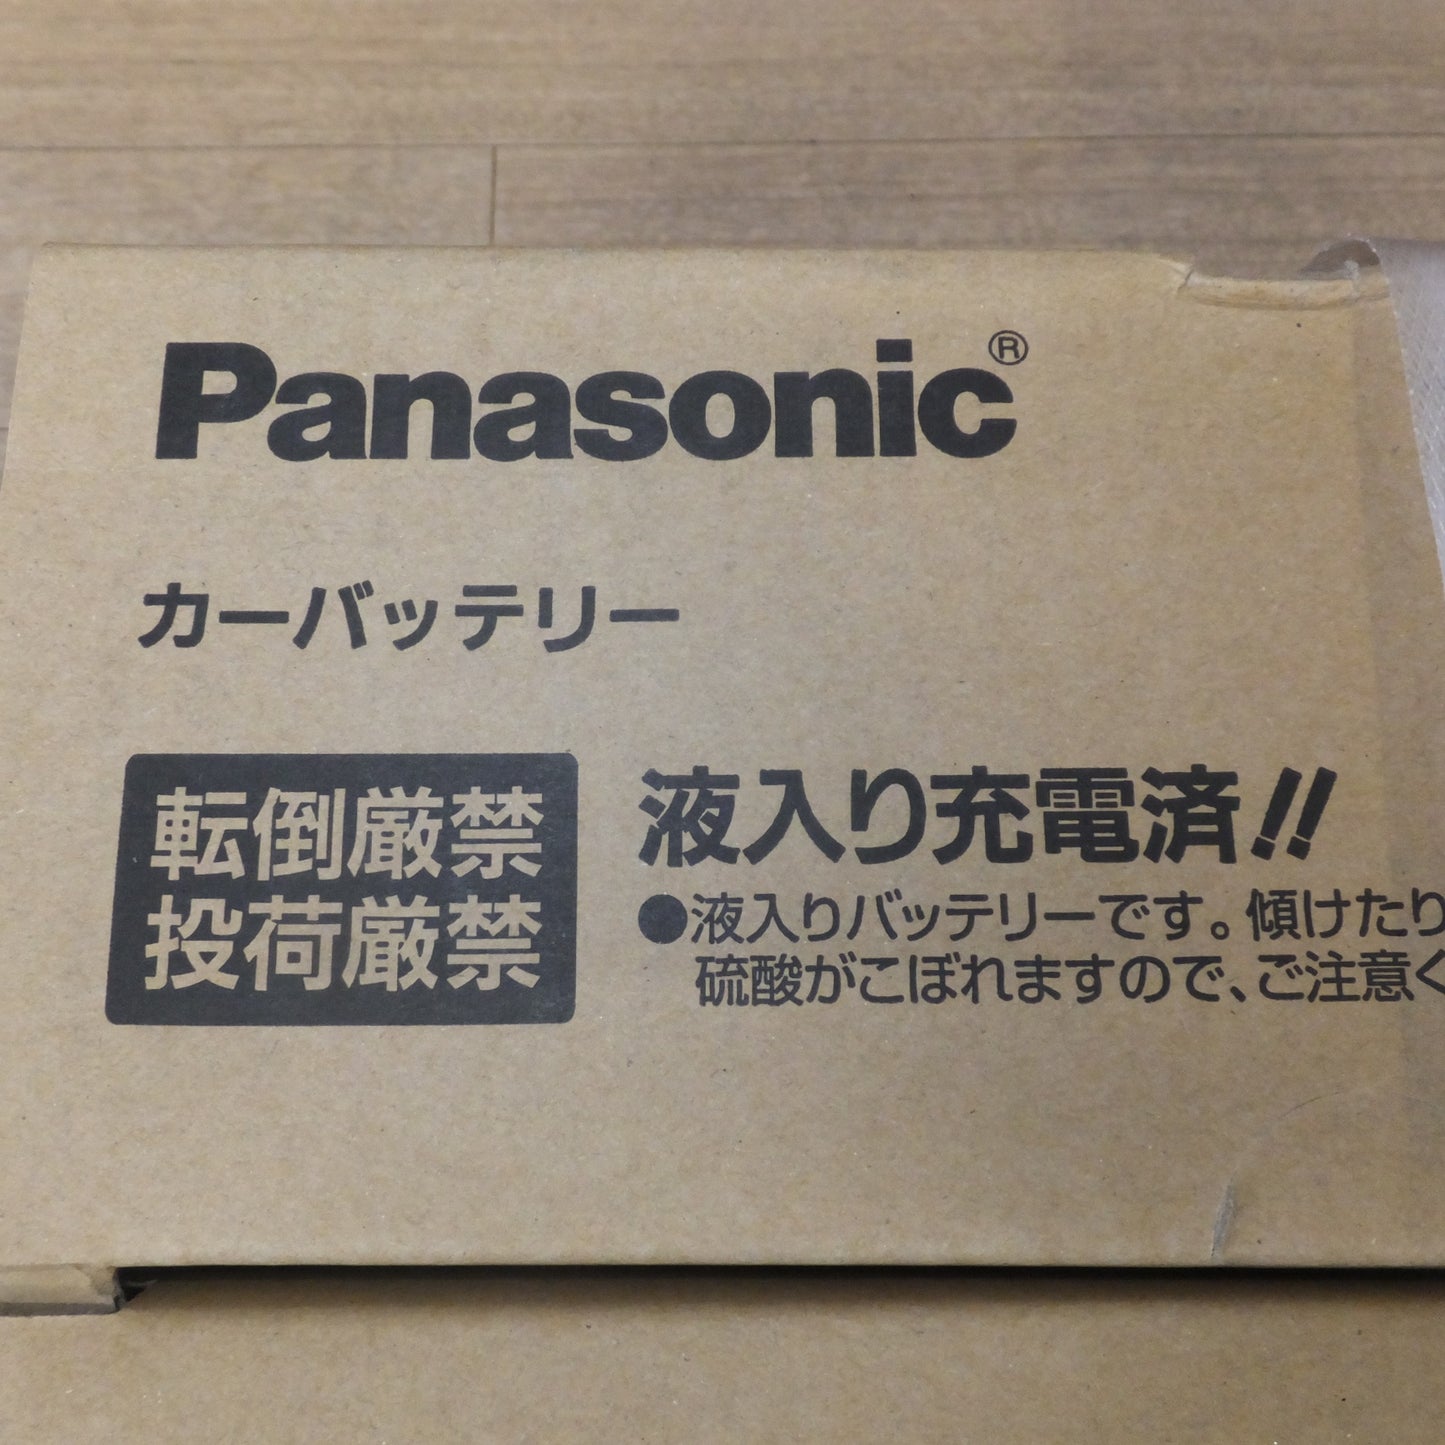 Panasonic®
カーバッテリー
転倒厳禁
投荷厳禁
液入り充電済!!
●液入りバッテリーです。傾けたり
硫酸がこぼれますので、ご注意く